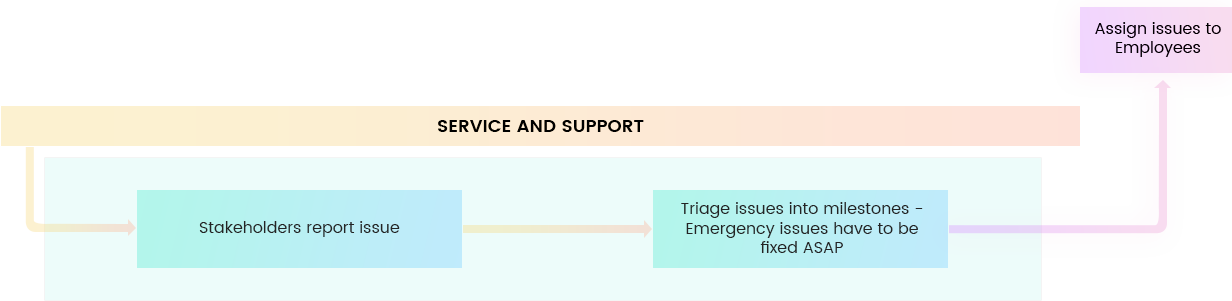 Assign issues to
Employees
SERVICE AND SUPPORT
Stakeholders report issue
Triage issues into milestones -
Emergency issues have to be
fixed ASAP